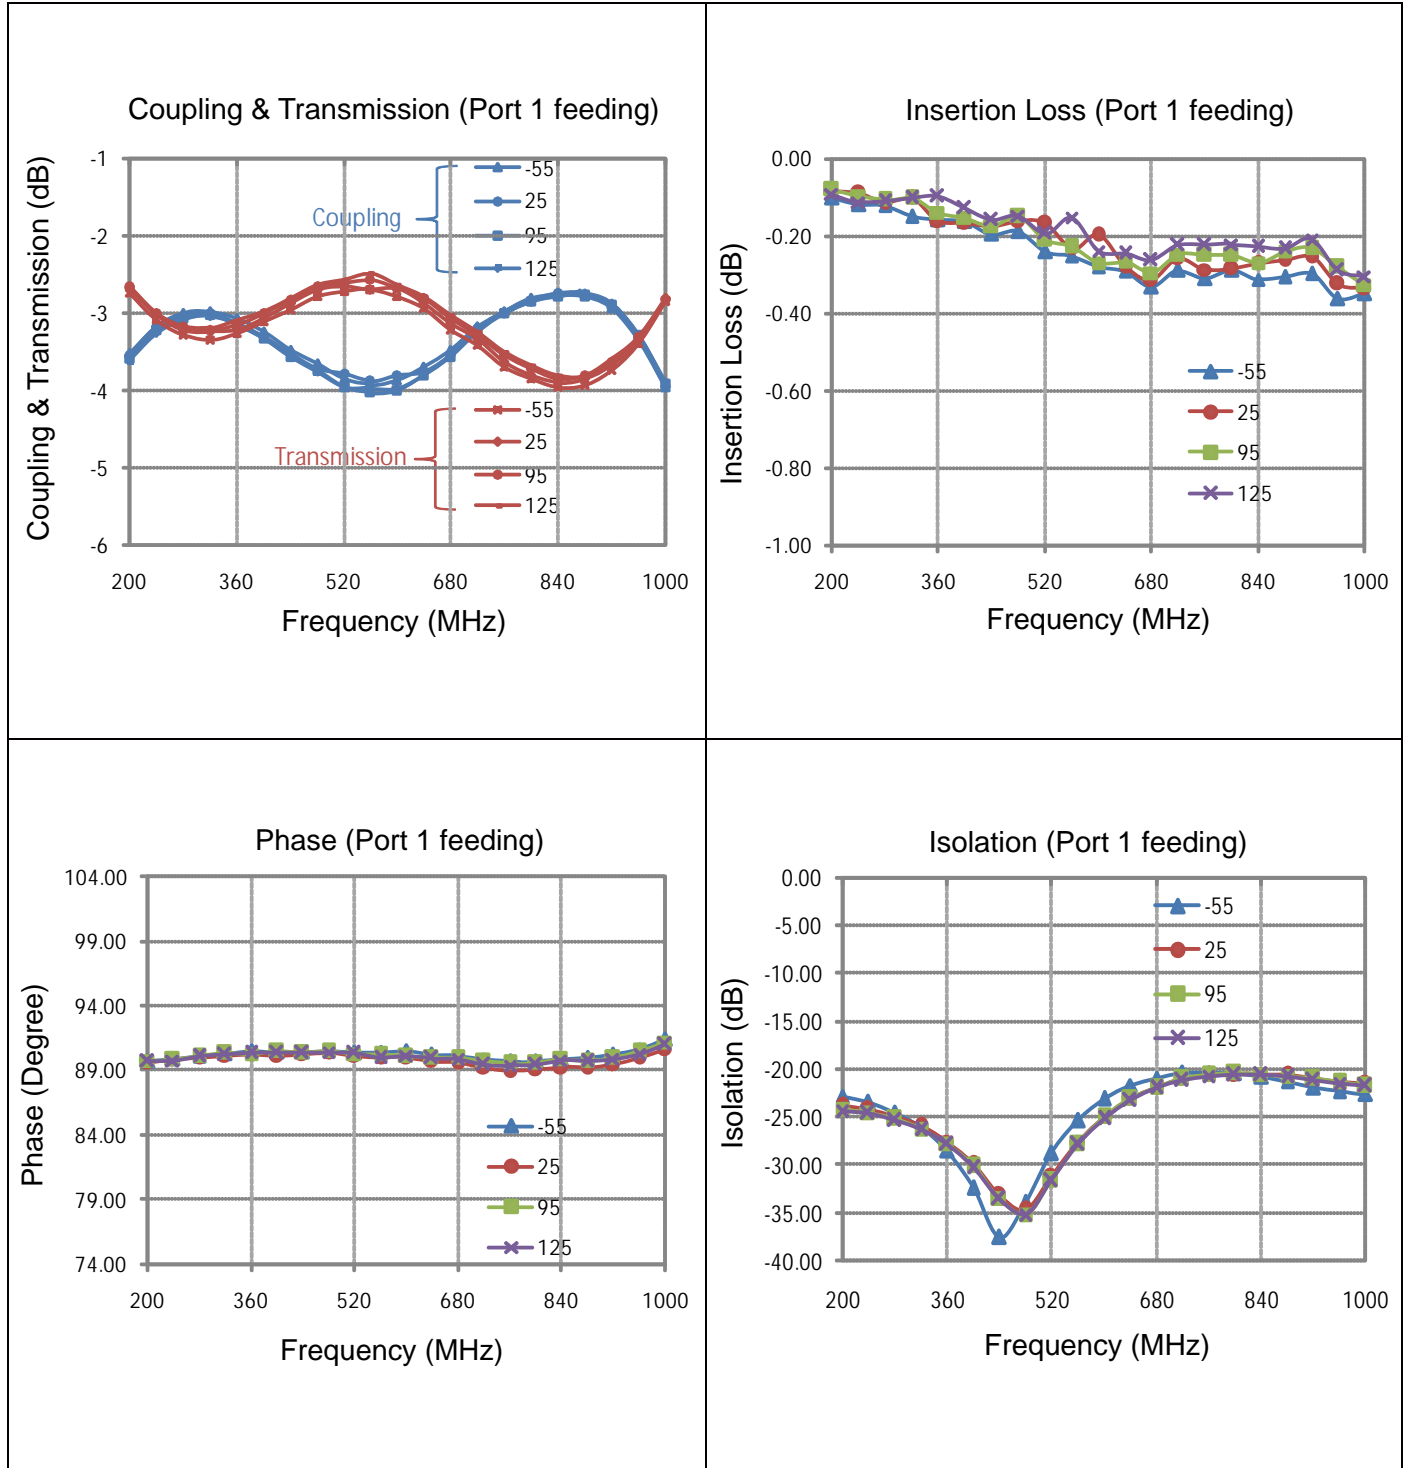 Coupling & Transmission (Port 1 feeding)
Coupling & Transmission (dB)
-1
-2
-3
-4
-5
-6
Coupling
-55
25
95
125
Transmission
-55
25
95
125
200 360 520 680 840 1000
Frequency (MHz)
Insertion Loss (Port 1 feeding)
Insertion Loss (dB)
0.00
-0.20
-0.40
-0.60
-0.80
-1.00
-55
25
95
125
200 360 520 680 840 1000
Frequency (MHz)
Phase (Port 1 feeding)
Phase (Degree)
104.00
99.00
94.00
89.00
84.00
79.00
74.00
-55
25
95
125
200 360 520 680 840 1000
Frequency (MHz)
Isolation (Port 1 feeding)
Isolation (dB)
0.00
-5.00
-10.00
-15.00
-20.00
-25.00
-30.00
-35.00
-40.00
-55
25
95
125
200 360 520 680 840 1000
Frequency (MHz)